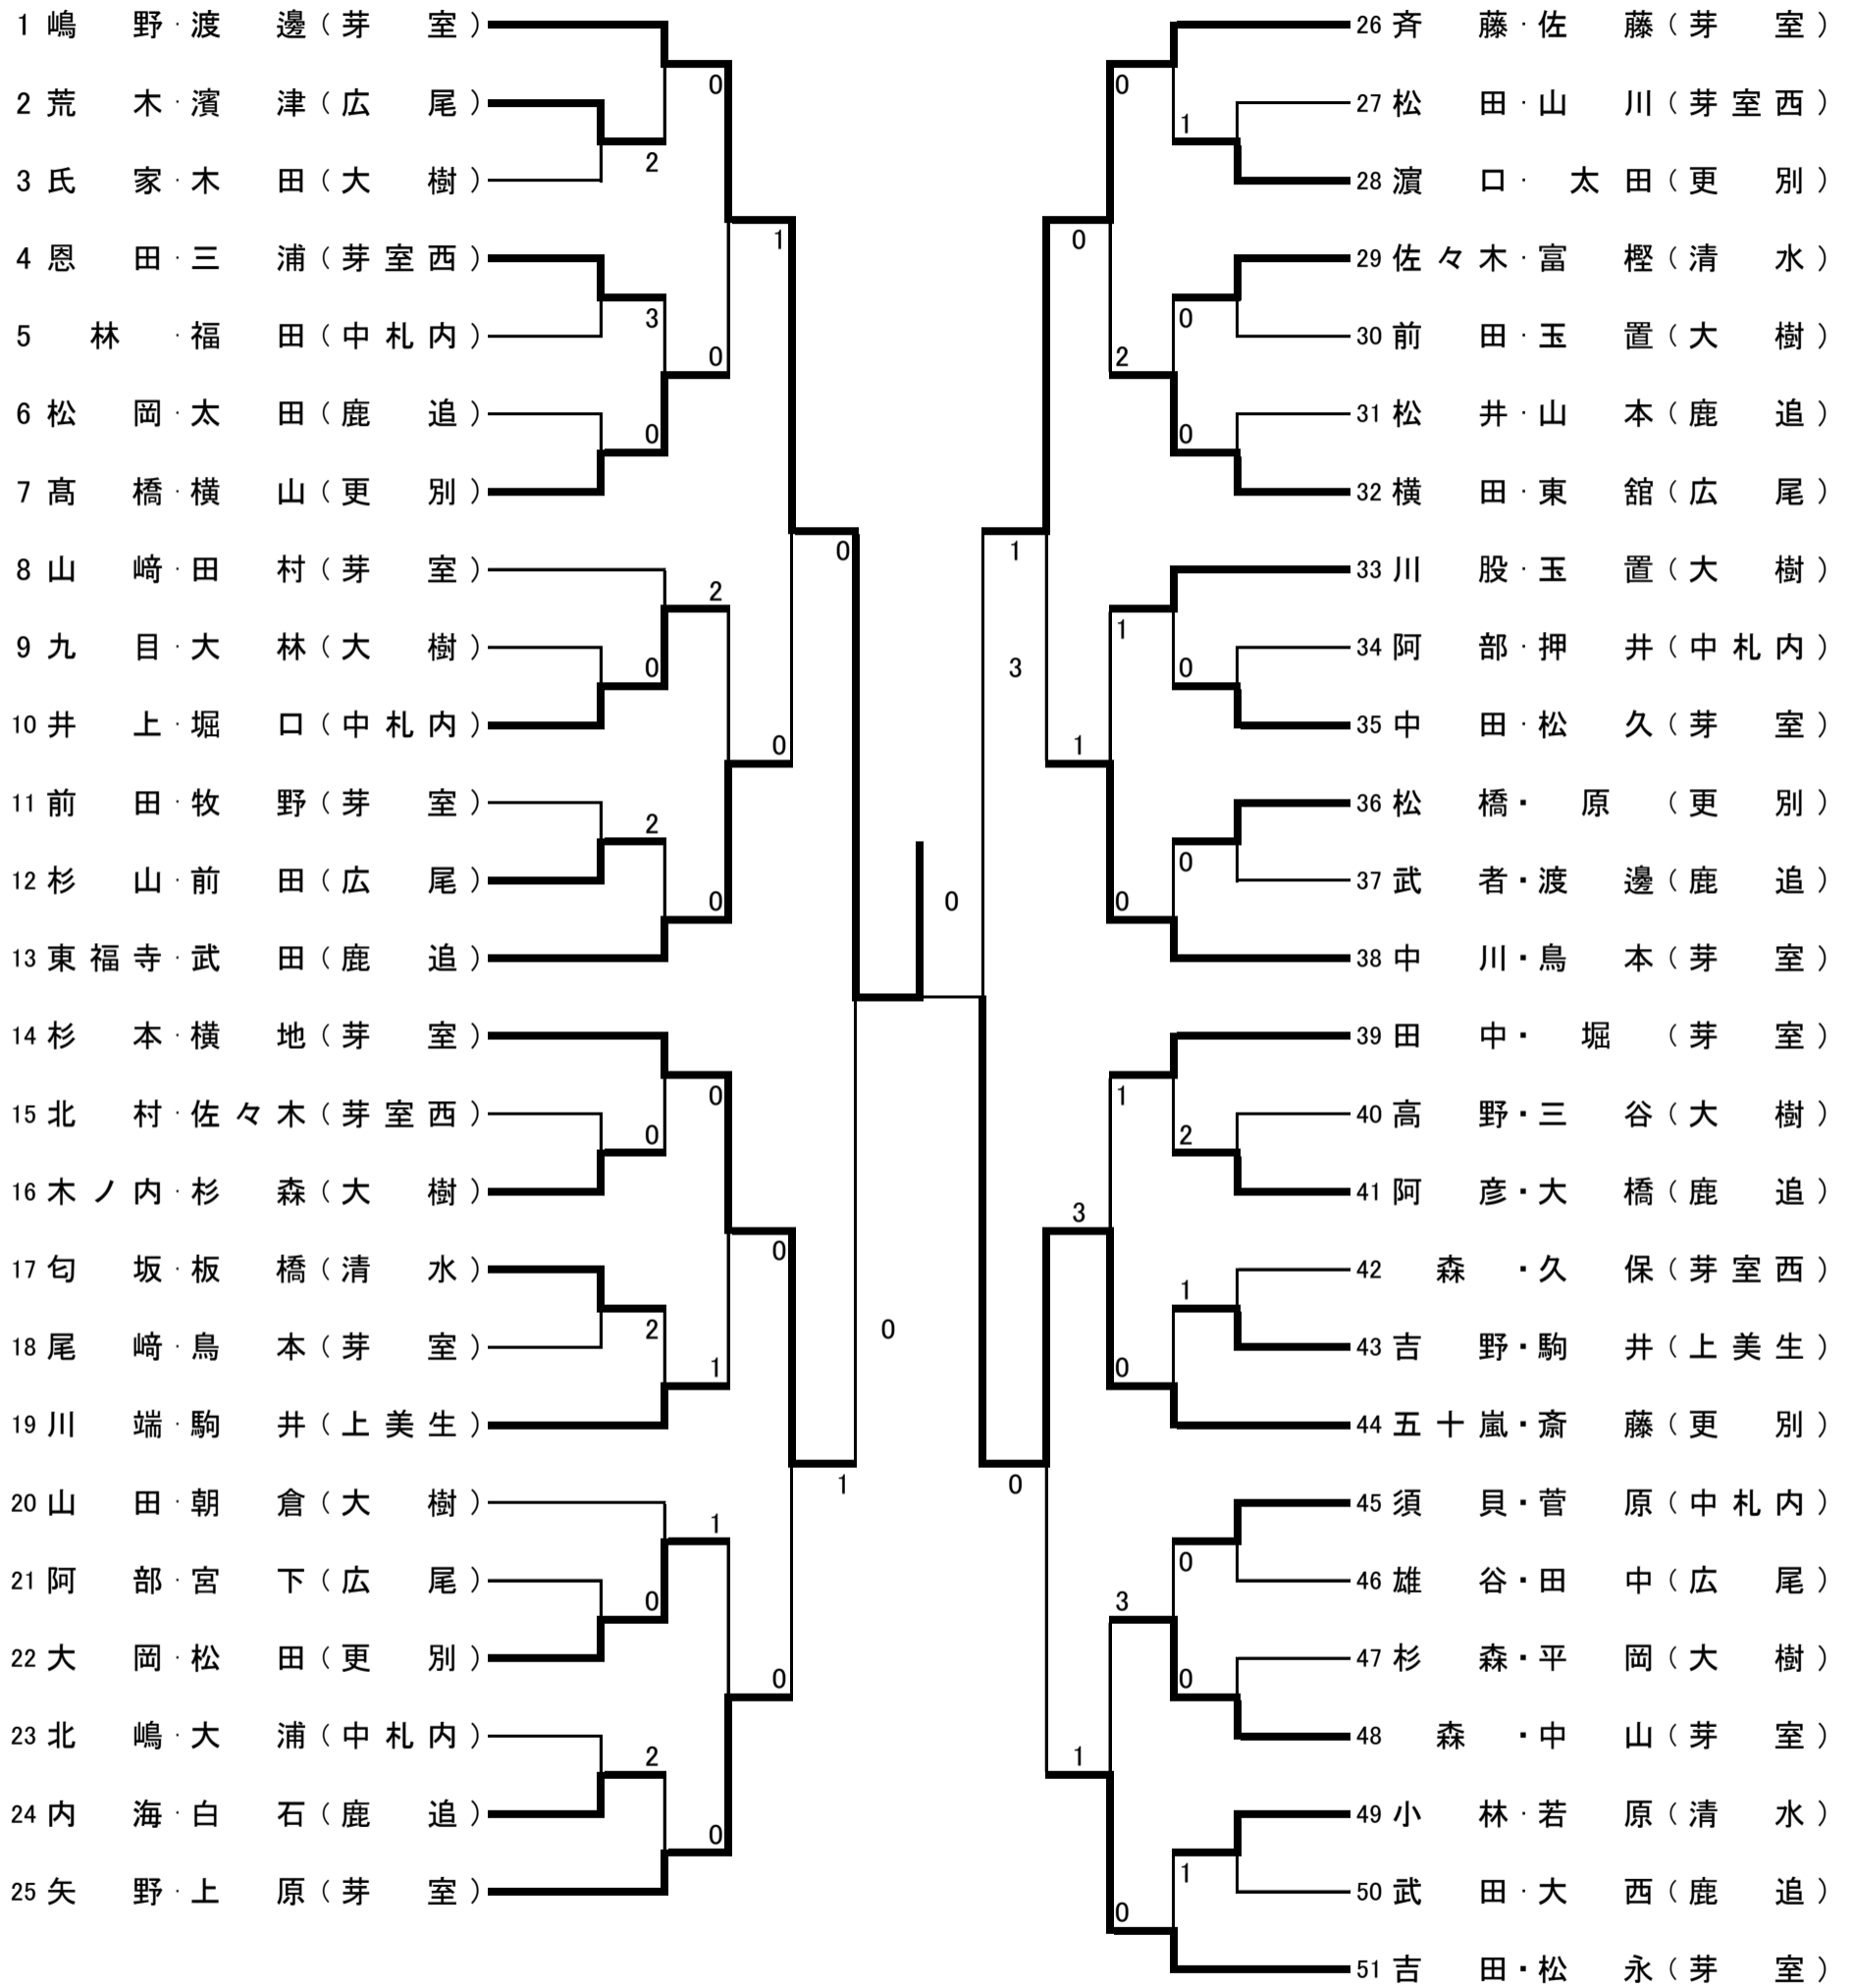 1 嶋野・渡邊（芽室）
2 荒木・濱津（広尾）
3 氏家・木田（大樹）
4 恩田・三浦（芽室西）
5 林・福田（中札内）
6 松岡・太田（鹿追）
7 髙橋・横山（更別）
8 山﨑・田村（芽室）
9 九目・大林（大樹）
10 井上・堀口（中札内）
11 前田・牧野（芽室）
12 杉山・前田（広尾）
13 東福寺・武田（鹿追）
14 杉本・横地（芽室）
15 北村・佐々木（芽室西）
16 木ノ内・杉森（大樹）
17 匂坂・板橋（清水）
18 尾﨑・鳥本（芽室）
19 川端・駒井（上美生）
20 山田・朝倉（大樹）
21 阿部・宮下（広尾）
22 大岡・松田（更別）
23 北嶋・大浦（中札内）
24 内海・白石（鹿追）
25 矢野・上原（芽室）
2
3
0
0
2
0
2
0
2
0
0
2
0
0
1
1
0
1
0
0
0
0
1
0
0
1
3
0
1
0
0
1
3
1
0
2
1
0
1
0
3
0
1
0
0
0
0
2
1
0
0
1
26 斉藤・佐藤（芽室）
27 松田・山川（芽室西）
28 濵口・太田（更別）
29 佐々木・富樫（清水）
30 前田・玉置（大樹）
31 松井・山本（鹿追）
32 横田・東舘（広尾）
33 川股・玉置（大樹）
34 阿部・押井（中札内）
35 中田・松久（芽室）
36 松橋・原（更別）
37 武者・渡邊（鹿追）
38 中川・鳥本（芽室）
39 田中・堀（芽室）
40 高野・三谷（大樹）
41 阿彦・大橋（鹿追）
42 森・久保（芽室西）
43 吉野・駒井（上美生）
44 五十嵐・斎藤（更別）
45 須貝・菅原（中札内）
46 雄谷・田中（広尾）
47 杉森・平岡（大樹）
48 森・中山（芽室）
49 小林・若原（清水）
50 武田・大西（鹿追）
51 吉田・松永（芽室）